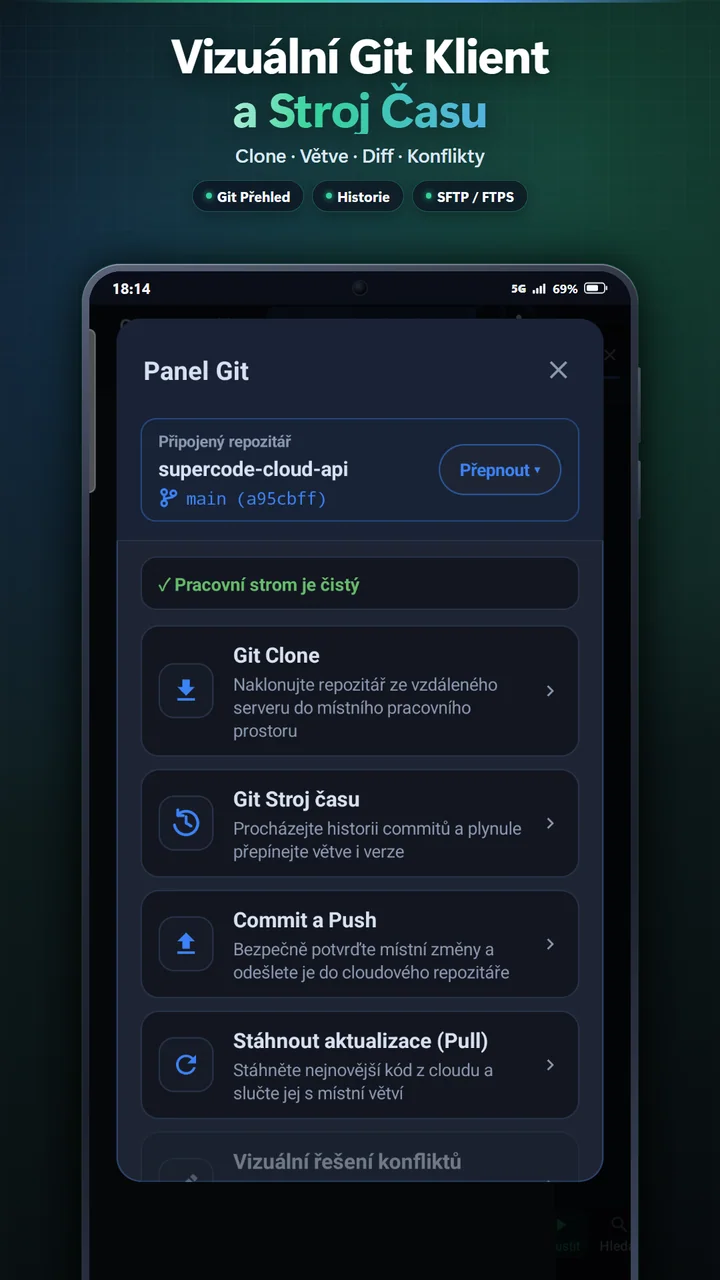 Vizuální Git Klient
a Stroj Času
Clone · Větve · Diff · Konflikty
Git Přehled
Historie
SFTP / FTPS
18:14
5G
69%
Panel Git
Připojený repozitář
supercode-cloud-api
main (a95cbff)
Přepnout ▾
✓ Pracovní strom je čistý
Git Clone
Naklonujte repozitář ze vzdáleného
serveru do místního pracovního
prostoru
Git Stroj času
Procházejte historii commitů a plynule
přepínejte větve i verze
Commit a Push
Bezpečně potvrďte místní změny a
odešlete je do cloudového repozitáře
Stáhnout aktualizace (Pull)
Stáhněte nejnovější kód z cloudu a
slučte jej s místní větví
Vizuální řešení konfliktů